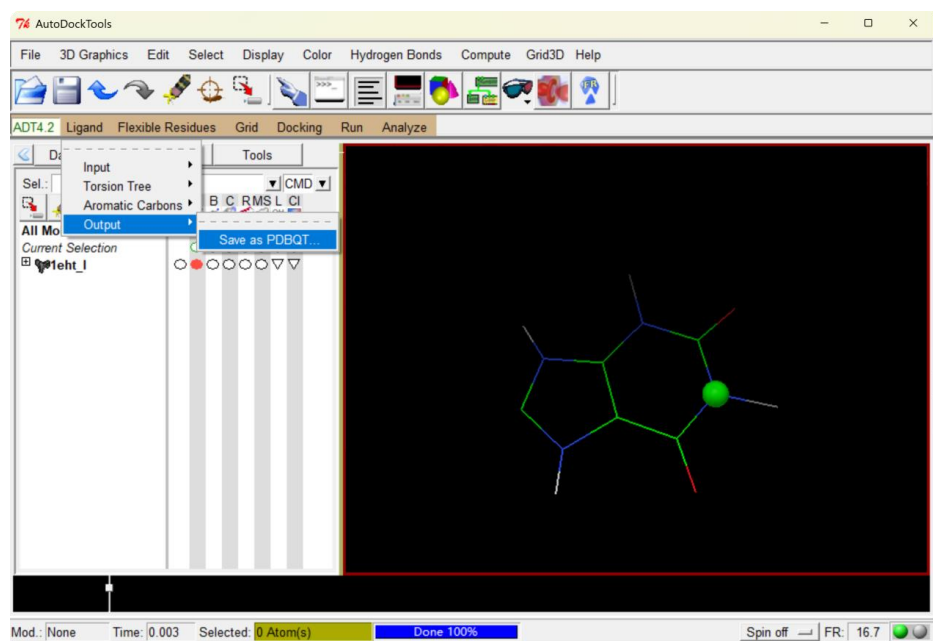 AutoDockTools
File 3D Graphics Edit Select Display Color Hydrogen Bonds Compute Grid3D Help
ADT4.2 Ligand Flexible Residues Grid Docking Run Analyze
Tools
Input
Sel.: CMD
Torsion Tree
Aromatic Carbons B C R MS L Cl
All Mo
Output
Current Selection Save as PDBQT...
1eht_l
Mod.: None Time: 0.003 Selected: 0 Atom(s) Done 100% Spin off FR: 16.7